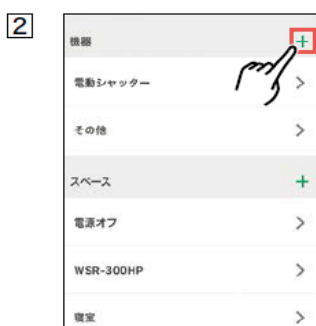 2
機器
+
電動シャッター
>
その他
>
スペース
+
電源オフ
>
WSR-300HP
>
寝室
>